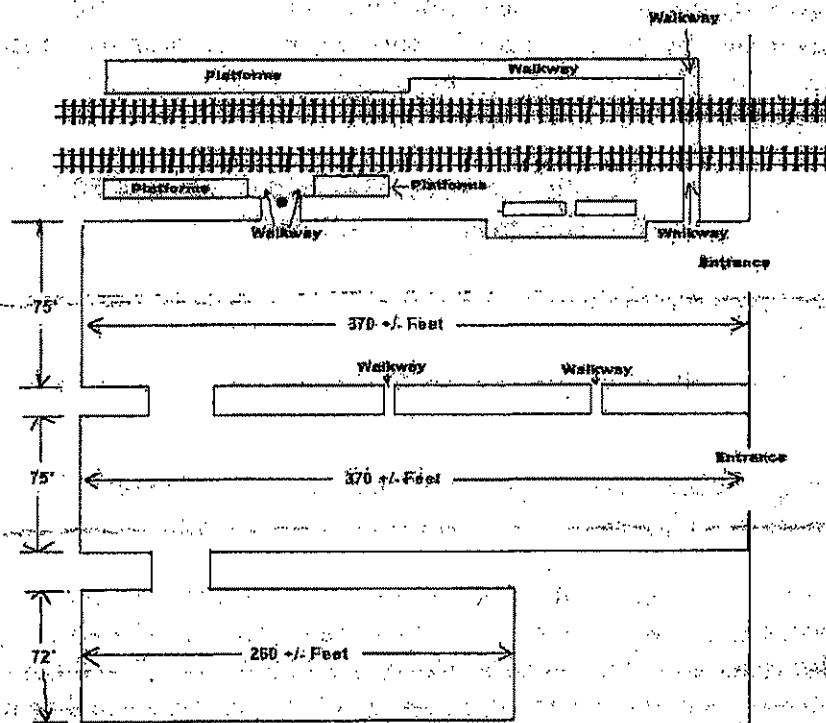 Walkway
Platforms
Walkway
Platforms
Platforms
Walkway
Walkway
Entrance
75'
370 +/- Feet
Walkway
Walkway
Entrance
75'
370 +/- Feet
72'
260 +/- Feet